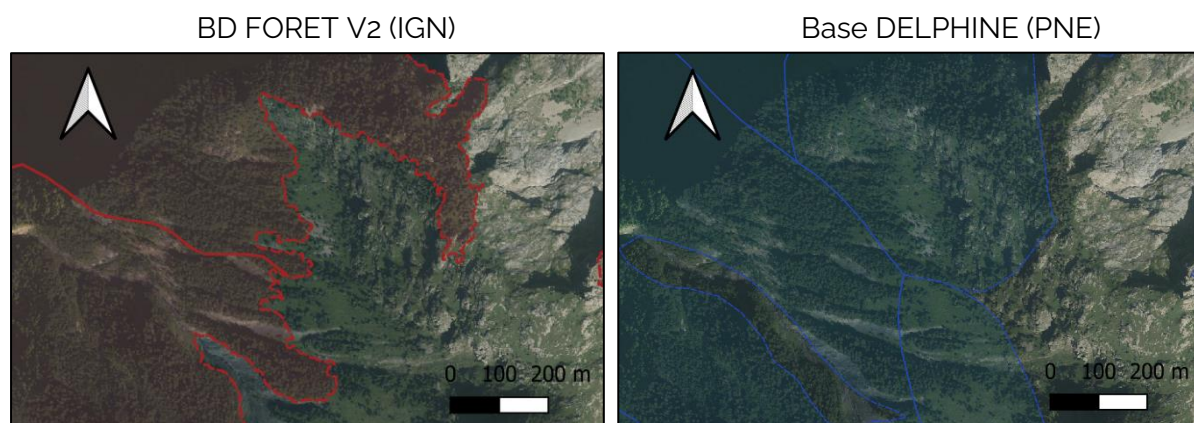 BD FORET V2 (IGN)
Base DELPHINE (PNE)
0 100 200 m
0 100 200 m